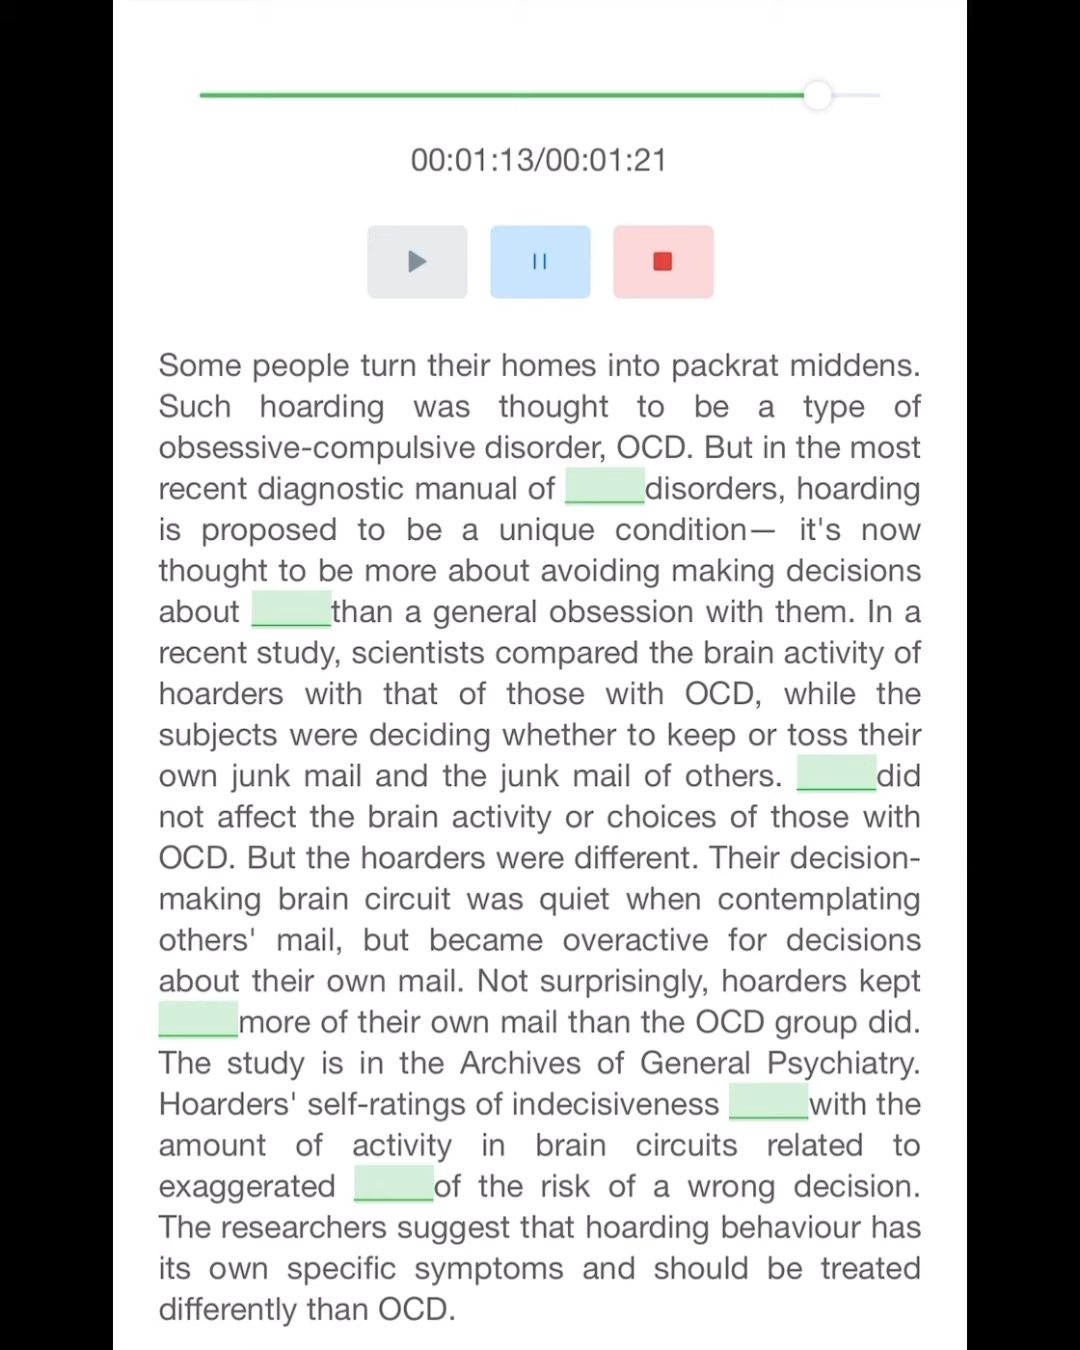 00:01:13/00:01:21
Some people turn their homes into packrat middens.
Such hoarding was thought to be a type of
obsessive-compulsive disorder, OCD. But in the most
recent diagnostic manual of disorders, hoarding
is proposed to be a unique condition— it's now
thought to be more about avoiding making decisions
about than a general obsession with them. In a
recent study, scientists compared the brain activity of
hoarders with that of those with OCD, while the
subjects were deciding whether to keep or toss their
own junk mail and the junk mail of others. did
not affect the brain activity or choices of those with
OCD. But the hoarders were different. Their decision-
making brain circuit was quiet when contemplating
others' mail, but became overactive for decisions
about their own mail. Not surprisingly, hoarders kept
more of their own mail than the OCD group did.
The study is in the Archives of General Psychiatry.
Hoarders' self-ratings of indecisiveness with the
amount of activity in brain circuits related to
exaggerated of the risk of a wrong decision.
The researchers suggest that hoarding behaviour has
its own specific symptoms and should be treated
differently than OCD.